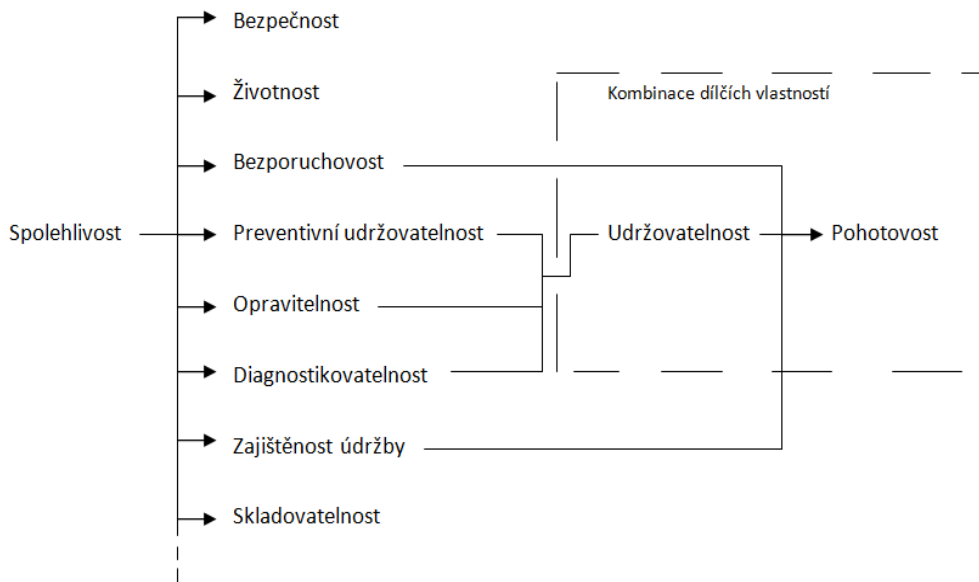 Bezpečnost
Životnost
Kombinace dílčích vlastností
Bezporuchovost
Spolehlivost
Preventivní udržovatelnost
Udržovatelnost
Pohotovost
Opravitelnost
Diagnostikovatelnost
Zajištěnost údržby
Skladovatelnost